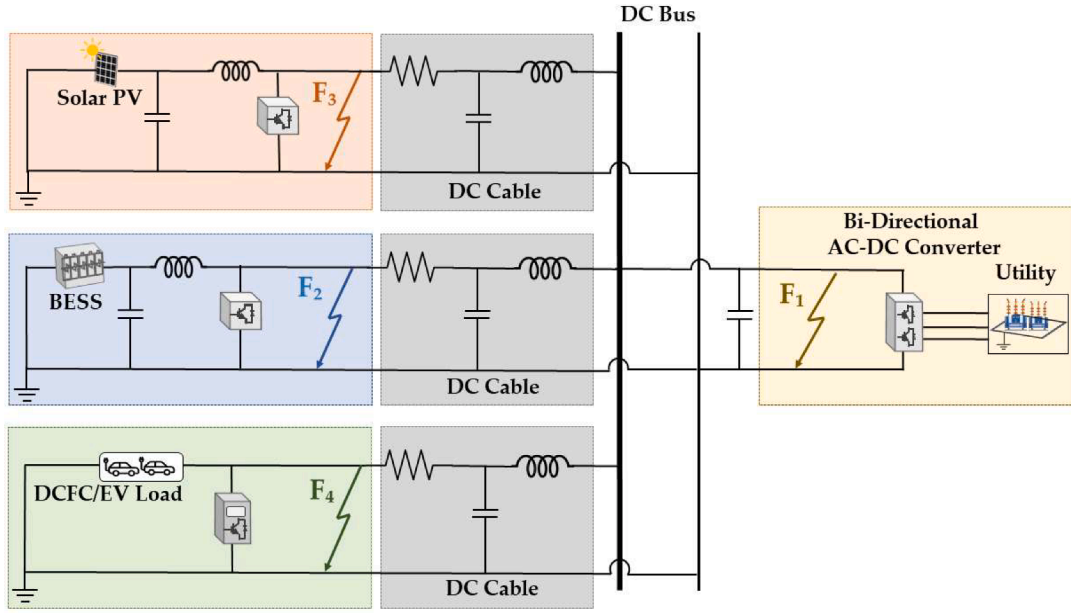 DC Bus
Solar PV
F₃
DC Cable
Bi-Directional
AC-DC Converter
Utility
BESS
F₂
F₁
DC Cable
DCFC/EV Load
F₄
DC Cable